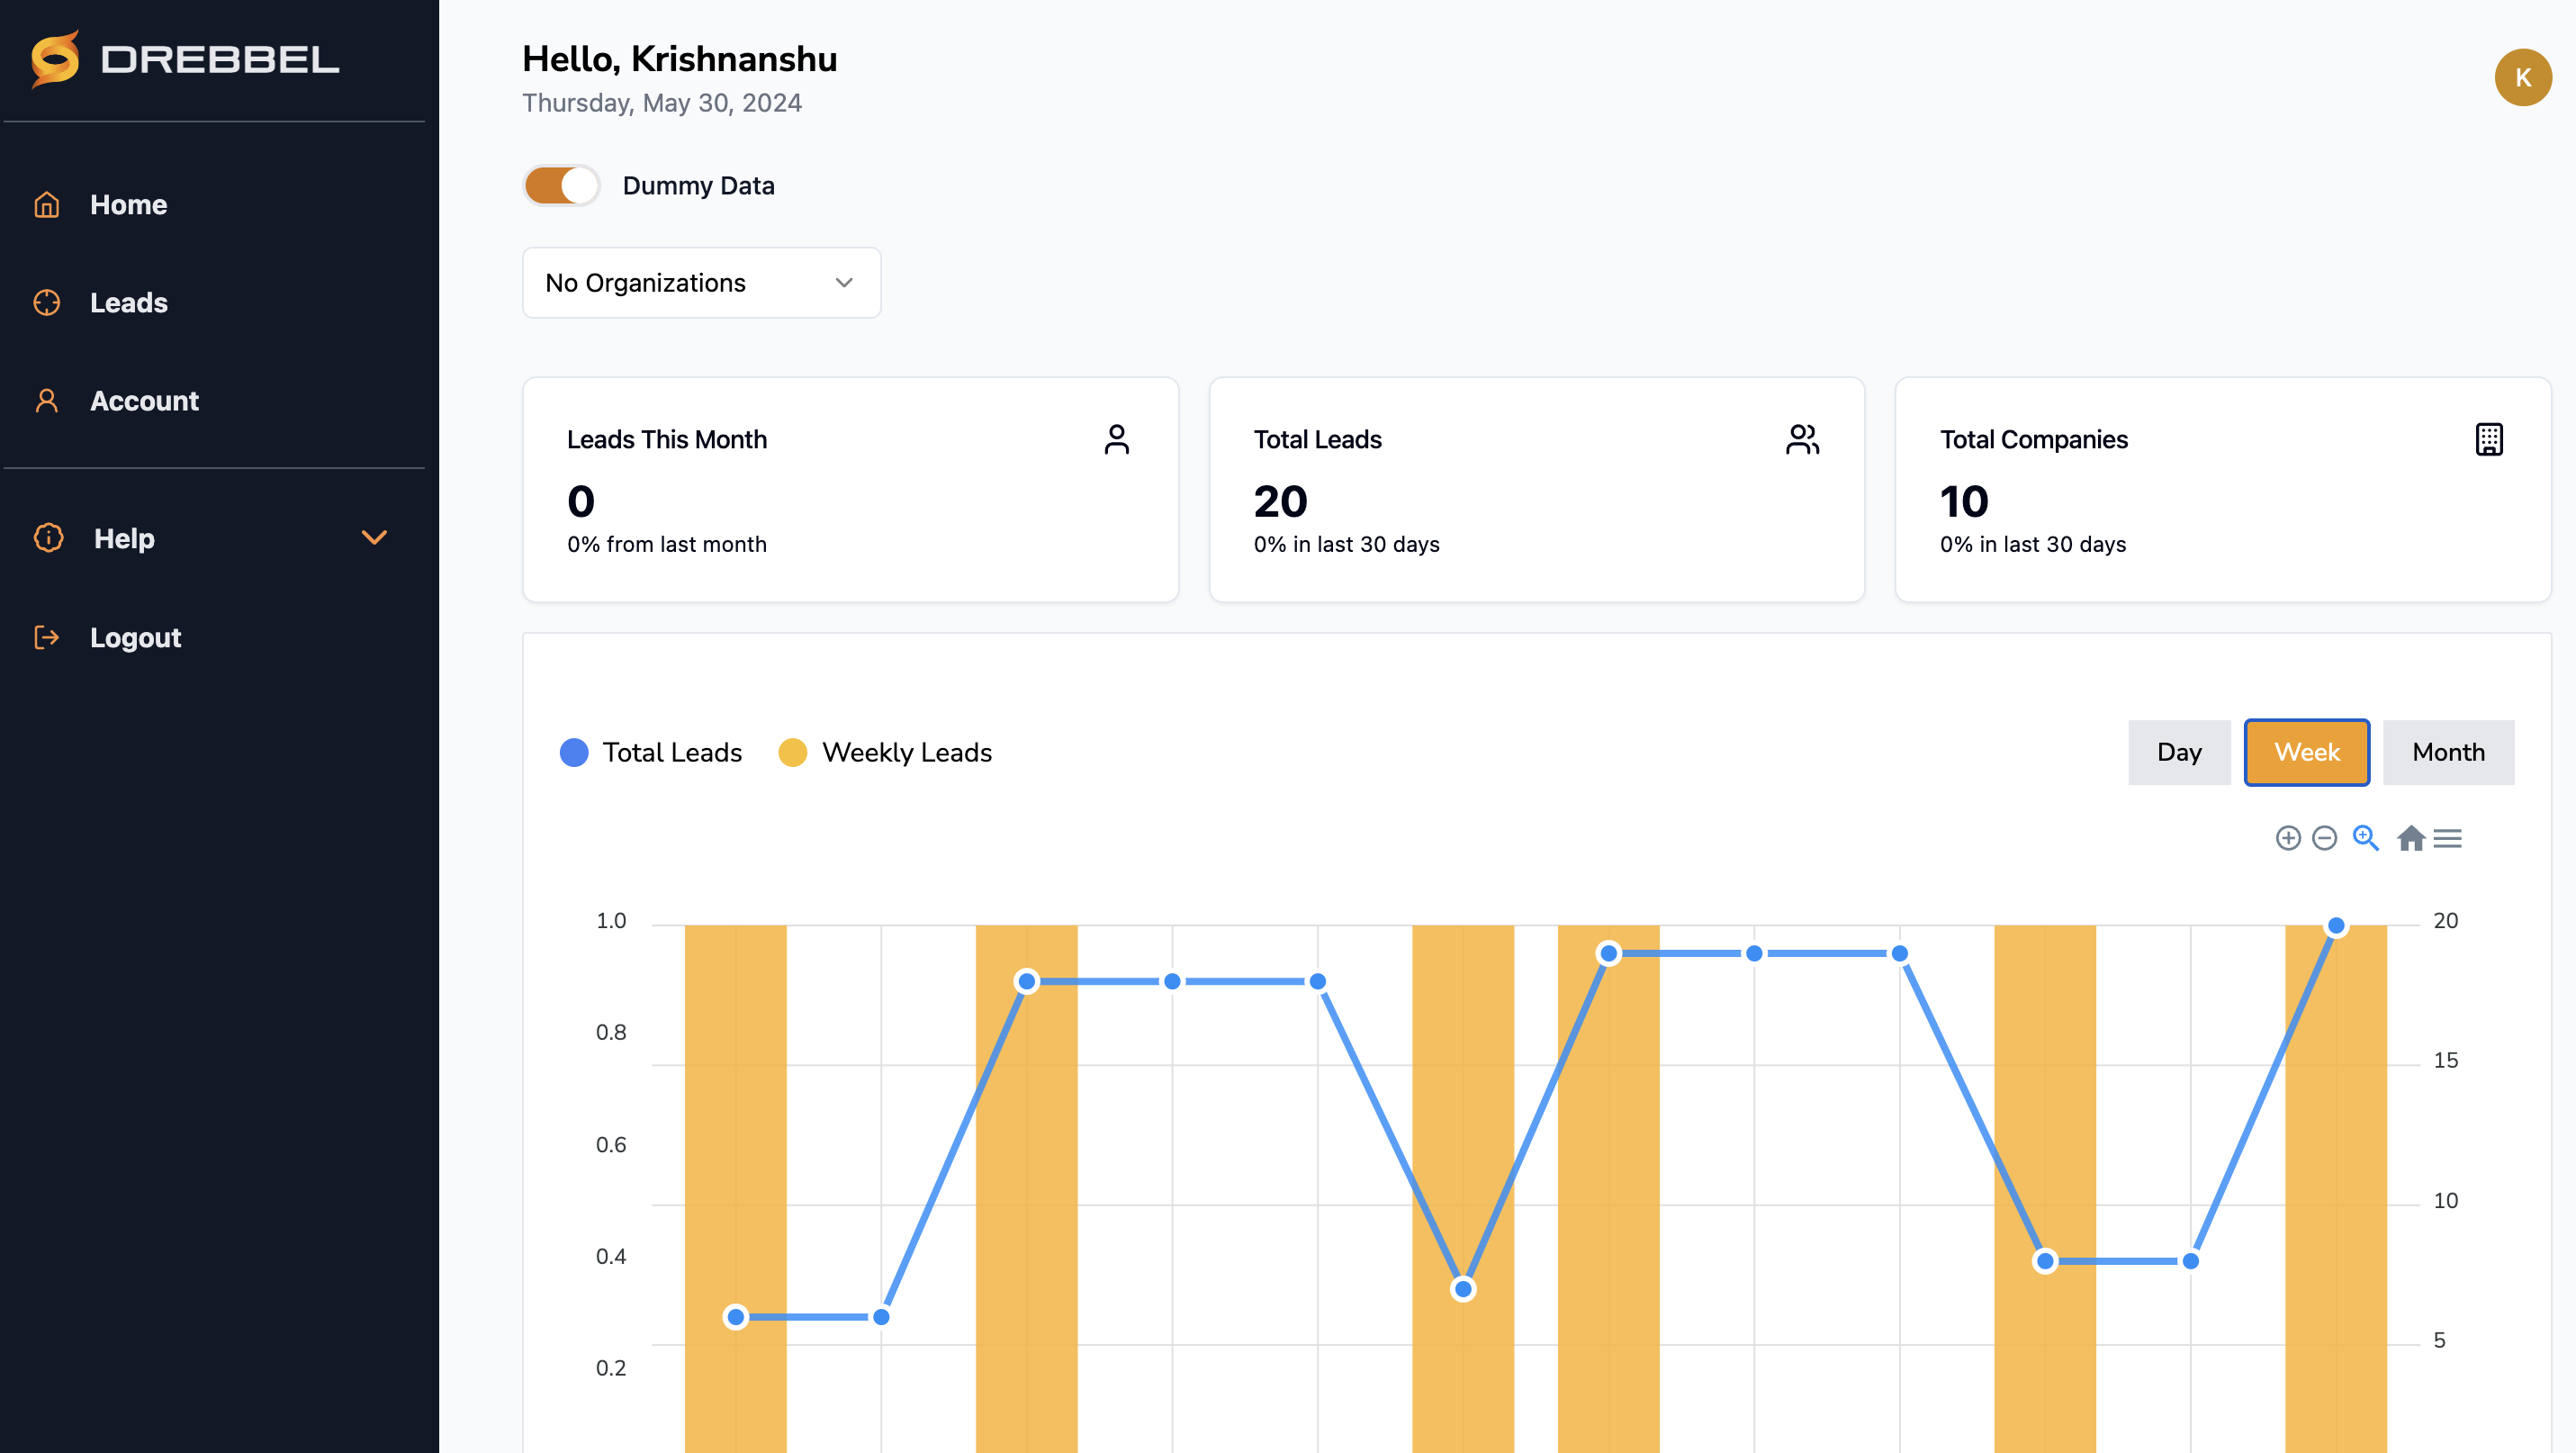 DREBBEL
Home
Leads
Account
Help
Logout
Hello, Krishnanshu
Thursday, May 30, 2024
K
Dummy Data
No Organizations
Leads This Month
0
0% from last month
Total Leads
20
0% in last 30 days
Total Companies
10
0% in last 30 days
Total Leads
Weekly Leads
Day
Week
Month
1.0
0.8
0.6
0.4
0.2
20
15
10
5